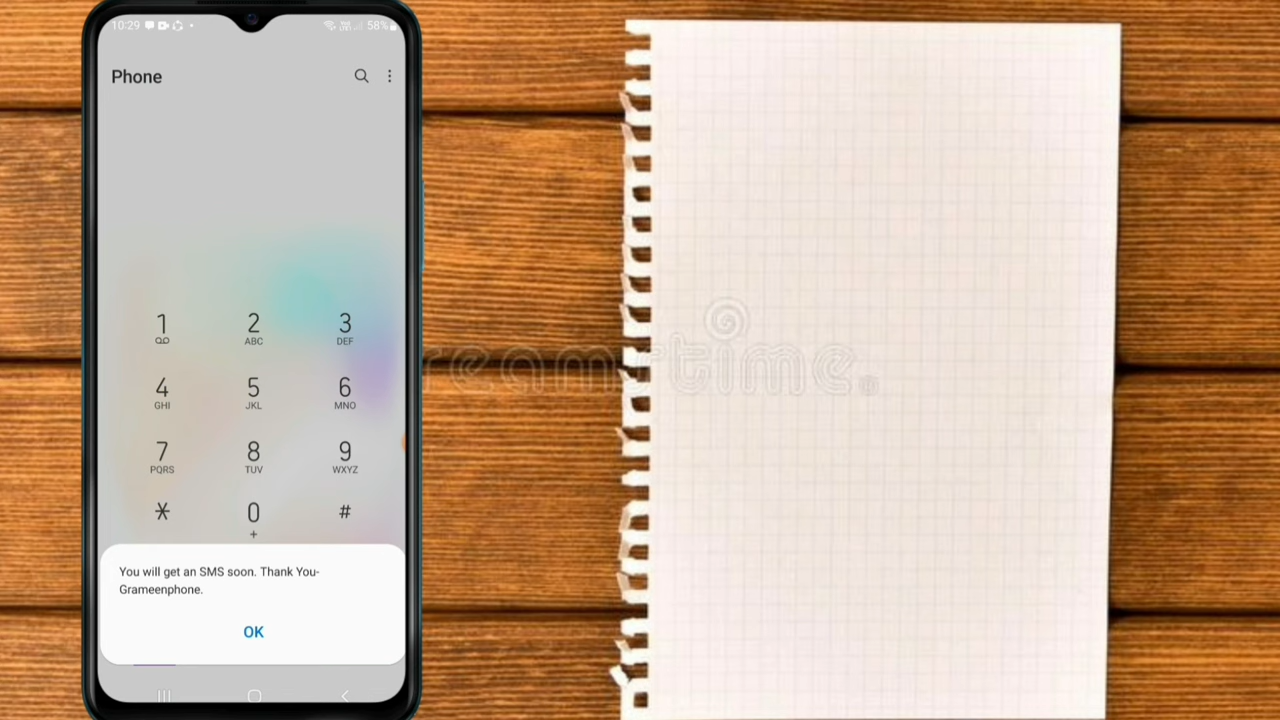 10:29
58%
Phone
1
2
ABC
3
DEF
4
GHI
5
JKL
6
MNO
7
PQRS
8
TUV
9
WXYZ
*
0
+
#
You will get an SMS soon. Thank You-
Grameenphone.
OK
dreamstime.